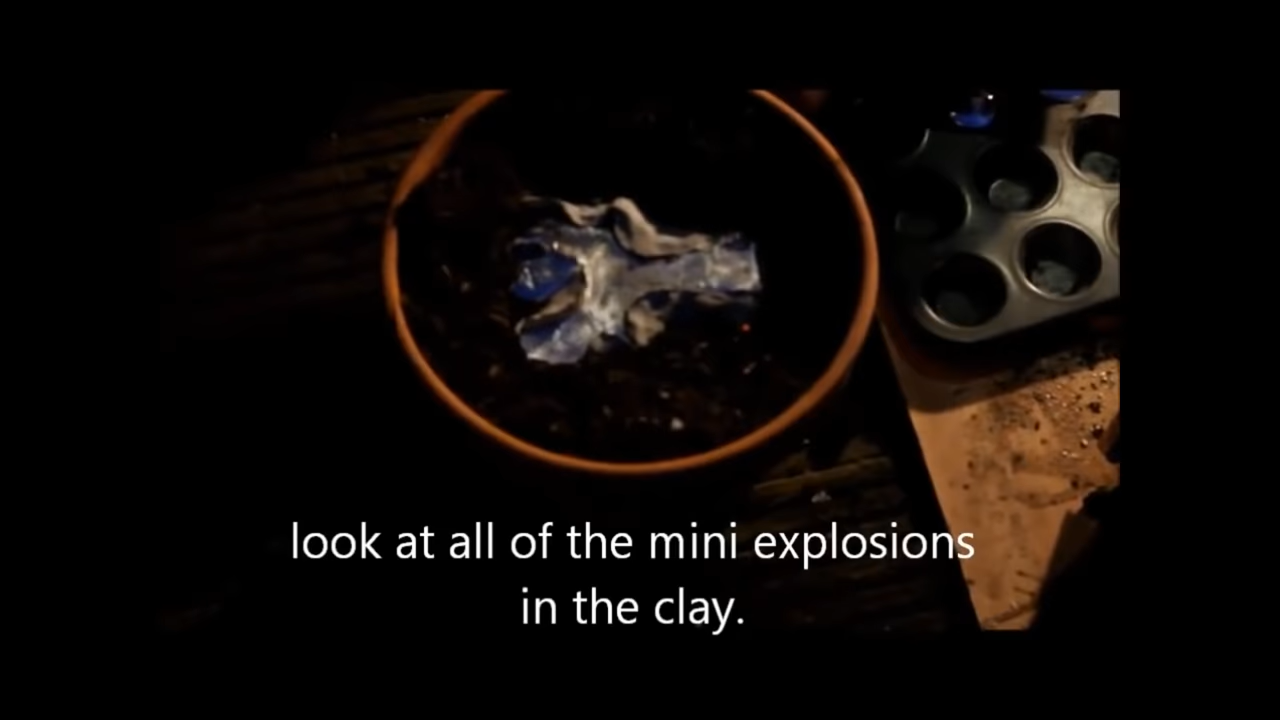 look at all of the mini explosions
in the clay.